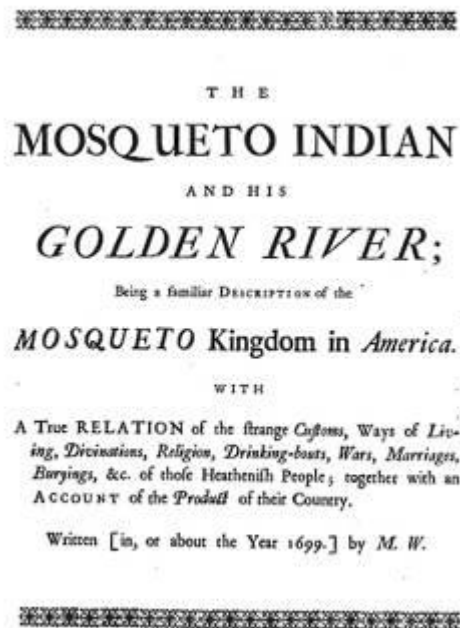 THE
MOSQUETO INDIAN
AND HIS
GOLDEN RIVER;
Being a familiar DESCRIPTION of the
MOSQUETO Kingdom in America.
WITH
A True RELATION of the ſtrange Cuſtoms, Ways of Liv-
ing, Divinations, Religion, Drinking-bouts, Wars, Marriages,
Buryings, &c. of thoſe Heatheniſh People; together with an
ACCOUNT of the Product of their Country.
Written [in, or about the Year 1699.] by M. W.